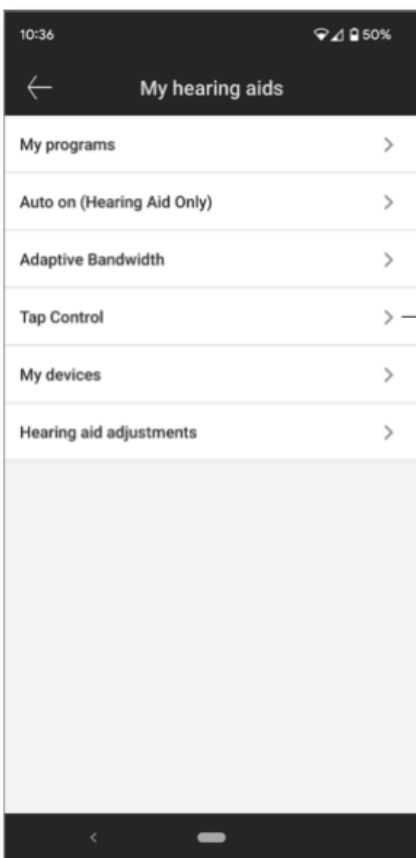 10:36
50%
My hearing aids
My programs
Auto on (Hearing Aid Only)
Adaptive Bandwidth
Tap Control
My devices
Hearing aid adjustments